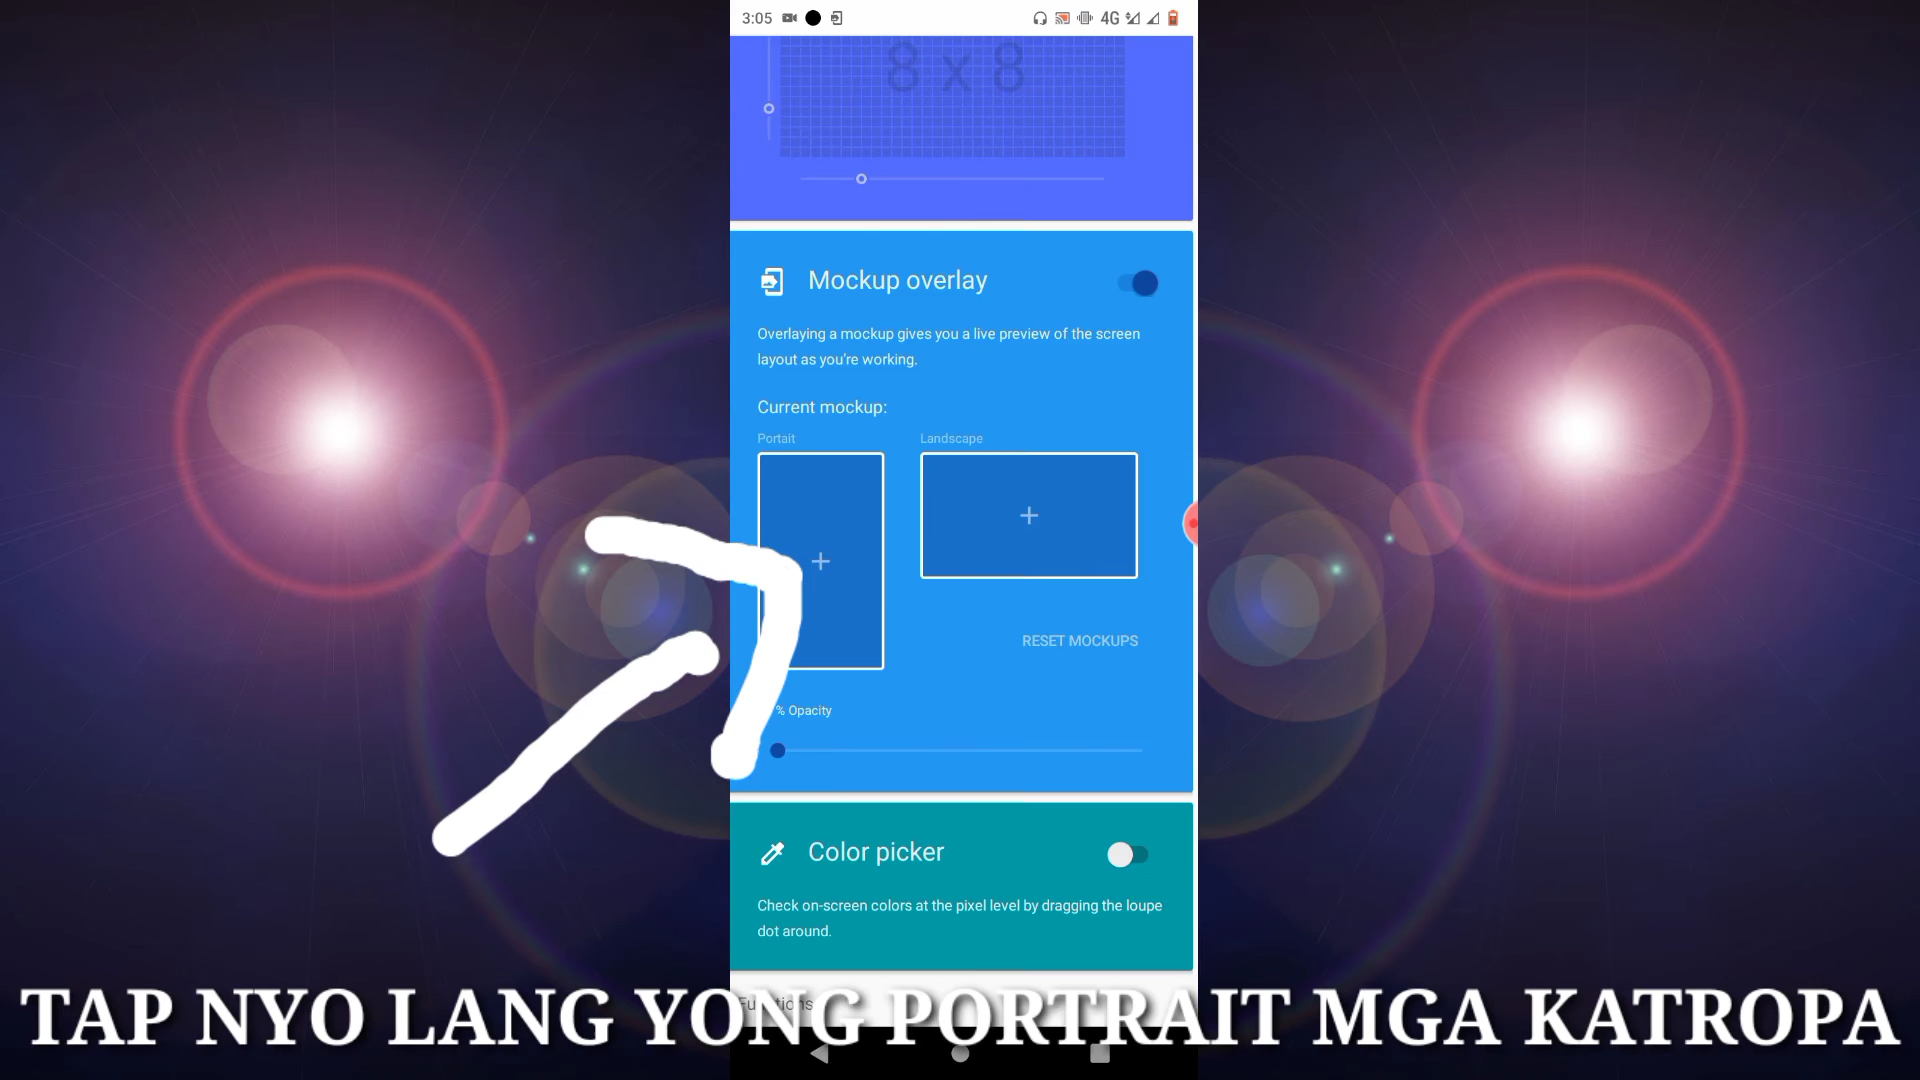 3:05 4G
8 x 8
Mockup overlay
Overlaying a mockup gives you a live preview of the screen
layout as you're working.
Current mockup:
Portait Landscape
RESET MOCKUPS
% Opacity
Color picker
Check on-screen colors at the pixel level by dragging the loupe
dot around.
Functions
TAP NYO LANG YONG PORTRAIT MGA KATROPA